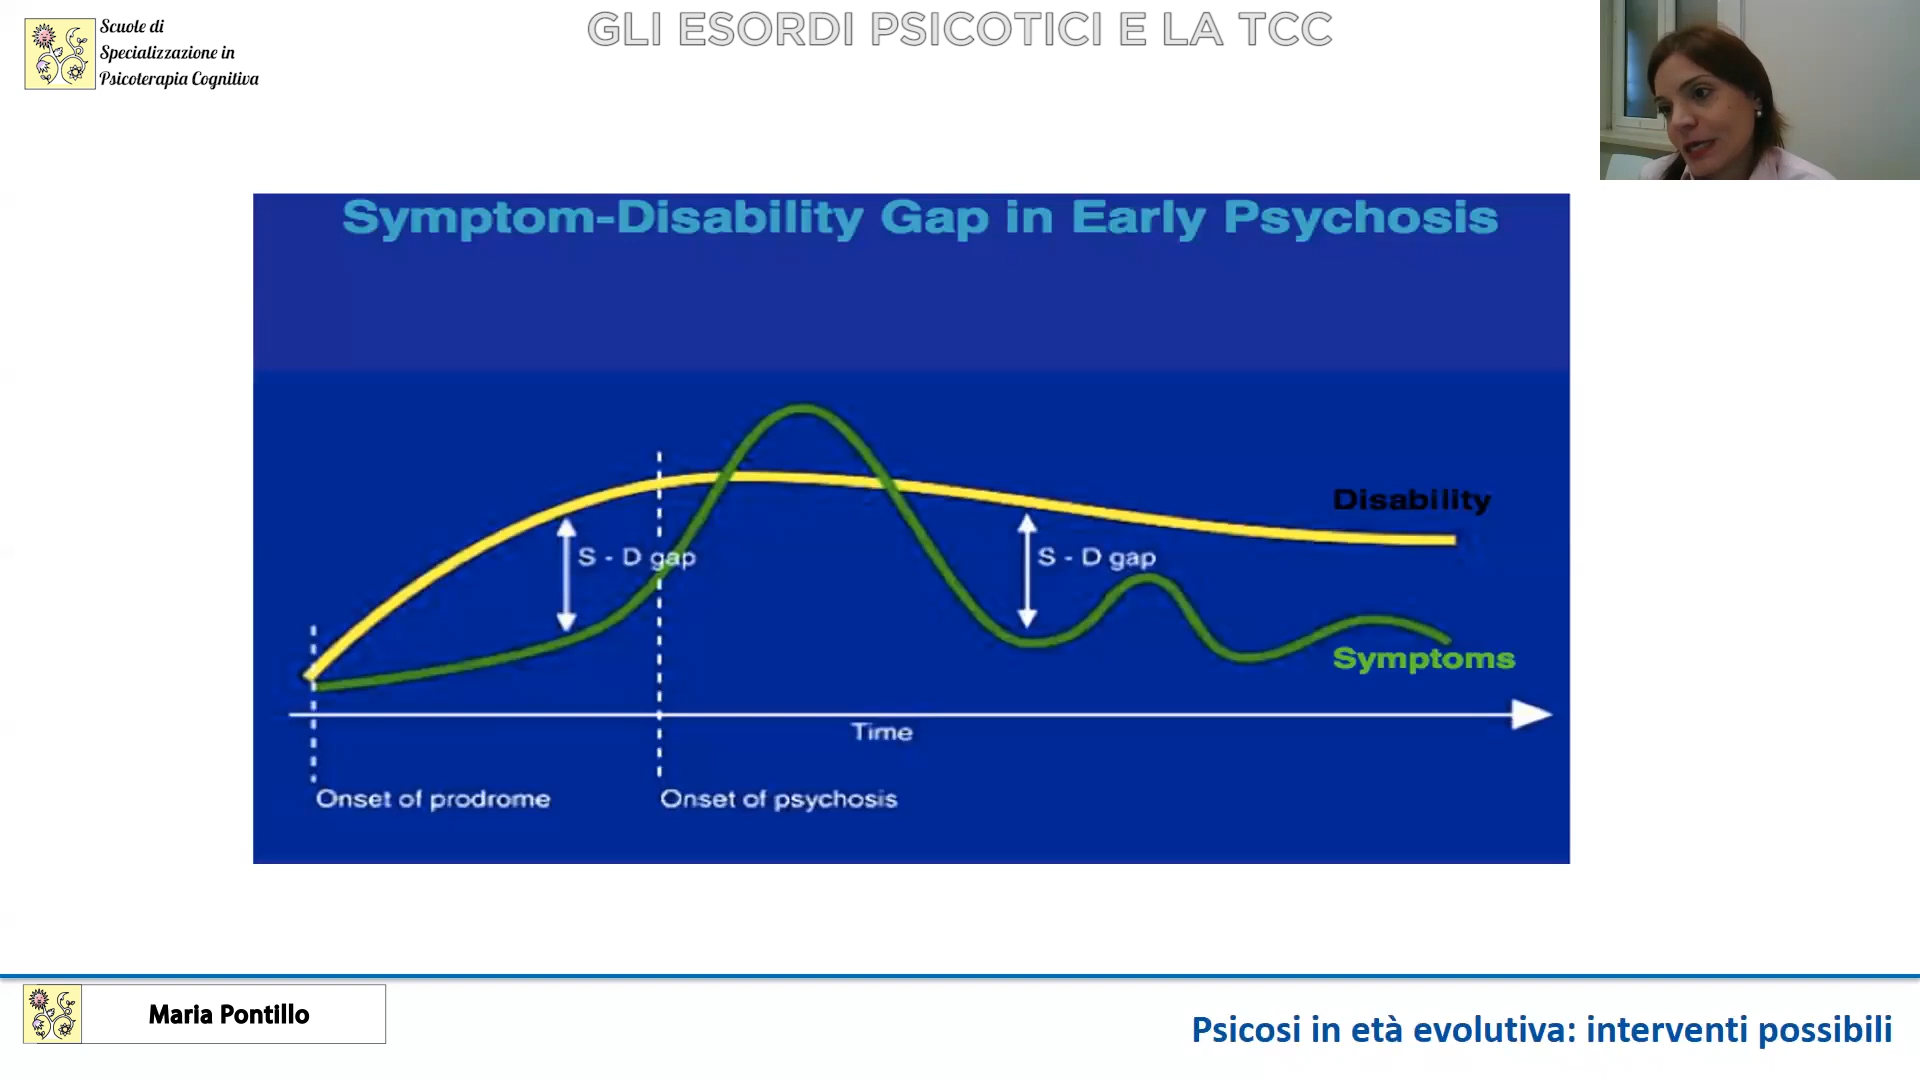 Scuole di
Specializzazione in
Psicoterapia Cognitiva
GLI ESORDI PSICOTICI E LA TCC
Symptom-Disability Gap in Early Psychosis
Disability
S - D gap
S - D gap
Symptoms
Time
Onset of prodrome
Onset of psychosis
Maria Pontillo
Psicosi in età evolutiva: interventi possibili